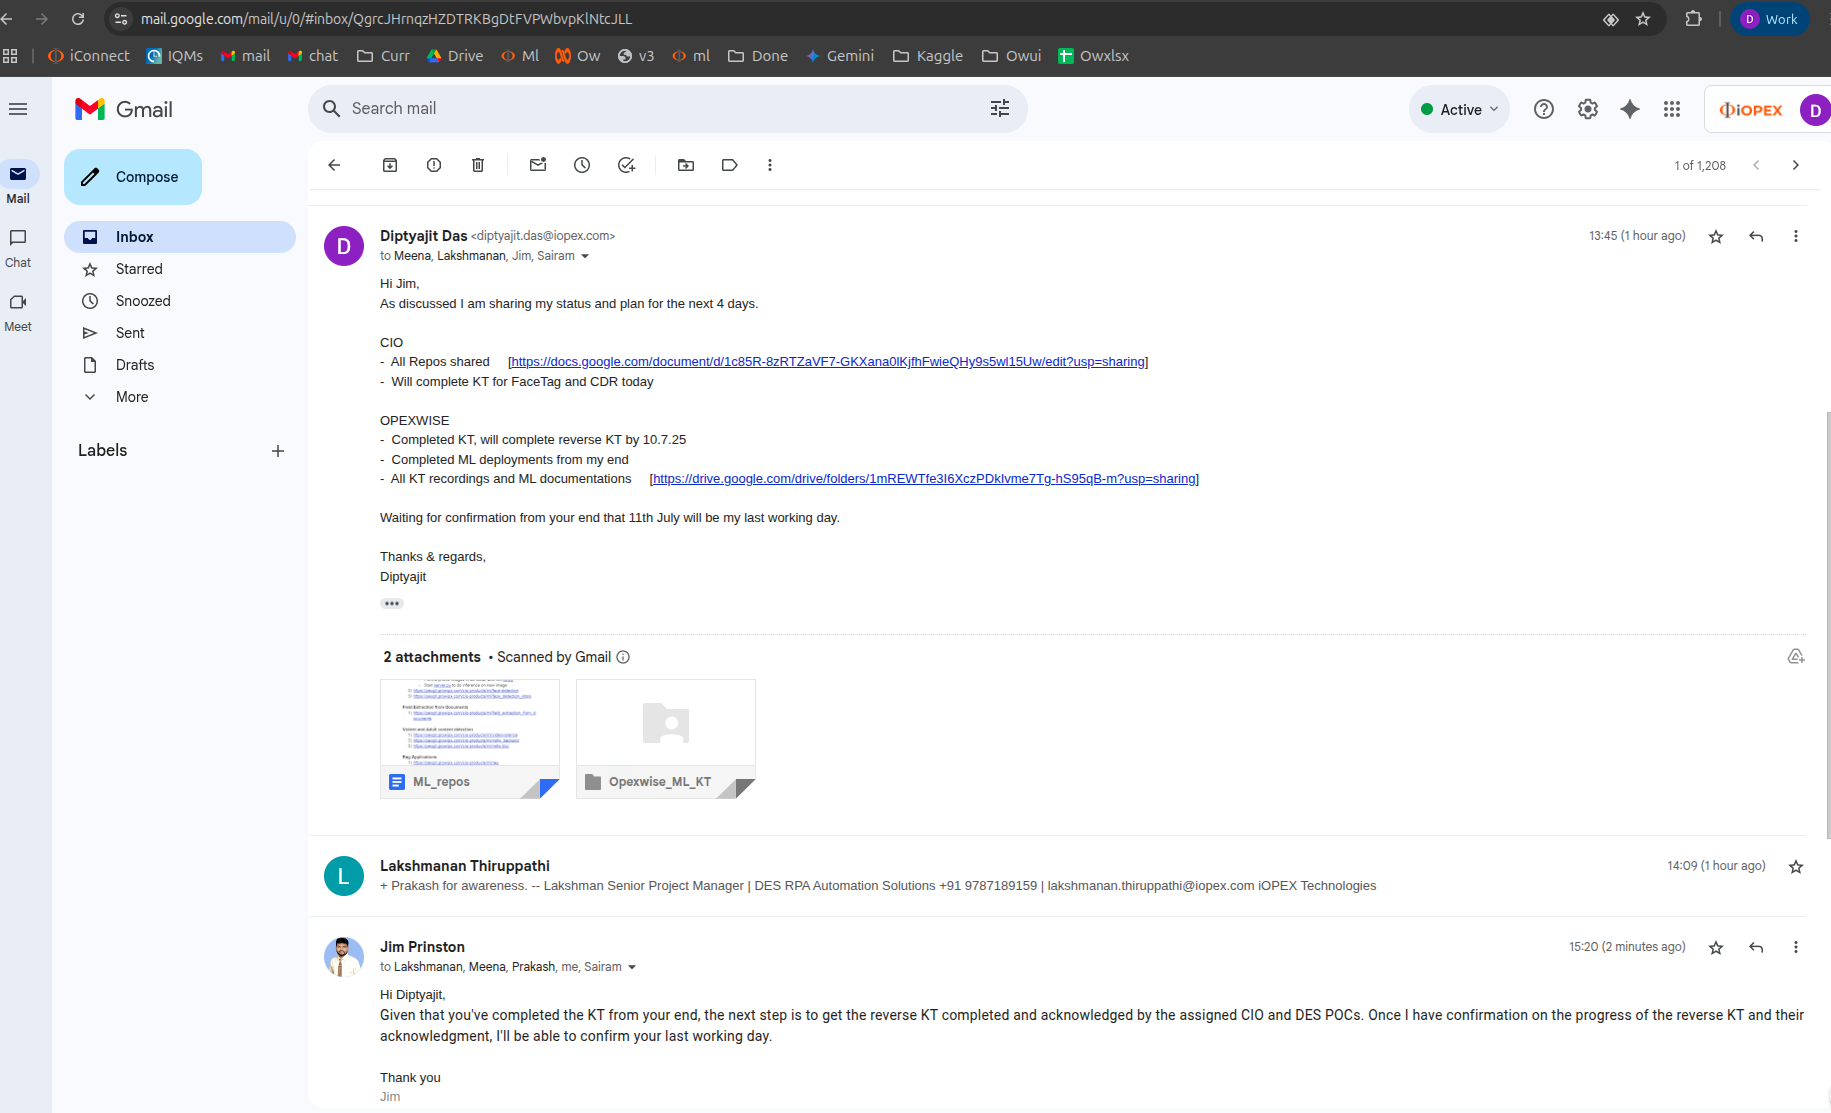 mail.google.com/mail/u/0/#inbox/QgrcJHrnqzHZDTRKBgDtFVPWbvpKlNtcJLL
D Work
iConnect IQMs mail chat Curr Drive Ml Ow v3 ml Done Gemini Kaggle Owui Owxlsx
Gmail
Search mail
Active
iOPEX
D
Mail
Chat
Meet
Compose
Inbox
Starred
Snoozed
Sent
Drafts
More
Labels
1 of 1,208
D
Diptyajit Das <diptyajit.das@iopex.com>
13:45 (1 hour ago)
to Meena, Lakshmanan, Jim, Sairam
Hi Jim,
As discussed I am sharing my status and plan for the next 4 days.
CIO
- All Repos shared [https://docs.google.com/document/d/1c85R-8zRTZaVF7-GKXana0lKjfhFwieQHy9s5wl15Uw/edit?usp=sharing]
- Will complete KT for FaceTag and CDR today
OPEXWISE
- Completed KT, will complete reverse KT by 10.7.25
- Completed ML deployments from my end
- All KT recordings and ML documentations [https://drive.google.com/drive/folders/1mREWTfe3I6XczPDkIvme7Tg-hS95qB-m?usp=sharing]
Waiting for confirmation from your end that 11th July will be my last working day.
Thanks & regards,
Diptyajit
2 attachments • Scanned by Gmail
Field Extraction from Documents
Violent and Adult content detection
Rag Applications
ML_repos
Opexwise_ML_KT
L
Lakshmanan Thiruppathi
14:09 (1 hour ago)
+ Prakash for awareness. -- Lakshman Senior Project Manager | DES RPA Automation Solutions +91 9787189159 | lakshmanan.thiruppathi@iopex.com iOPEX Technologies
Jim Prinston
15:20 (2 minutes ago)
to Lakshmanan, Meena, Prakash, me, Sairam
Hi Diptyajit,
Given that you've completed the KT from your end, the next step is to get the reverse KT completed and acknowledged by the assigned CIO and DES POCs. Once I have confirmation on the progress of the reverse KT and their
acknowledgment, I'll be able to confirm your last working day.
Thank you
Jim